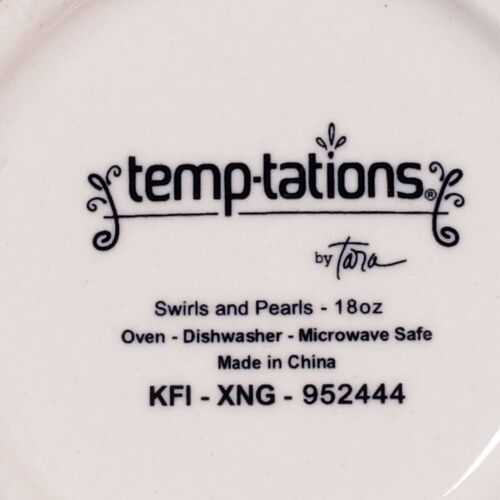 temp-tations®
by Tara
Swirls and Pearls - 18oz
Oven - Dishwasher - Microwave Safe
Made in China
KFI - XNG - 952444